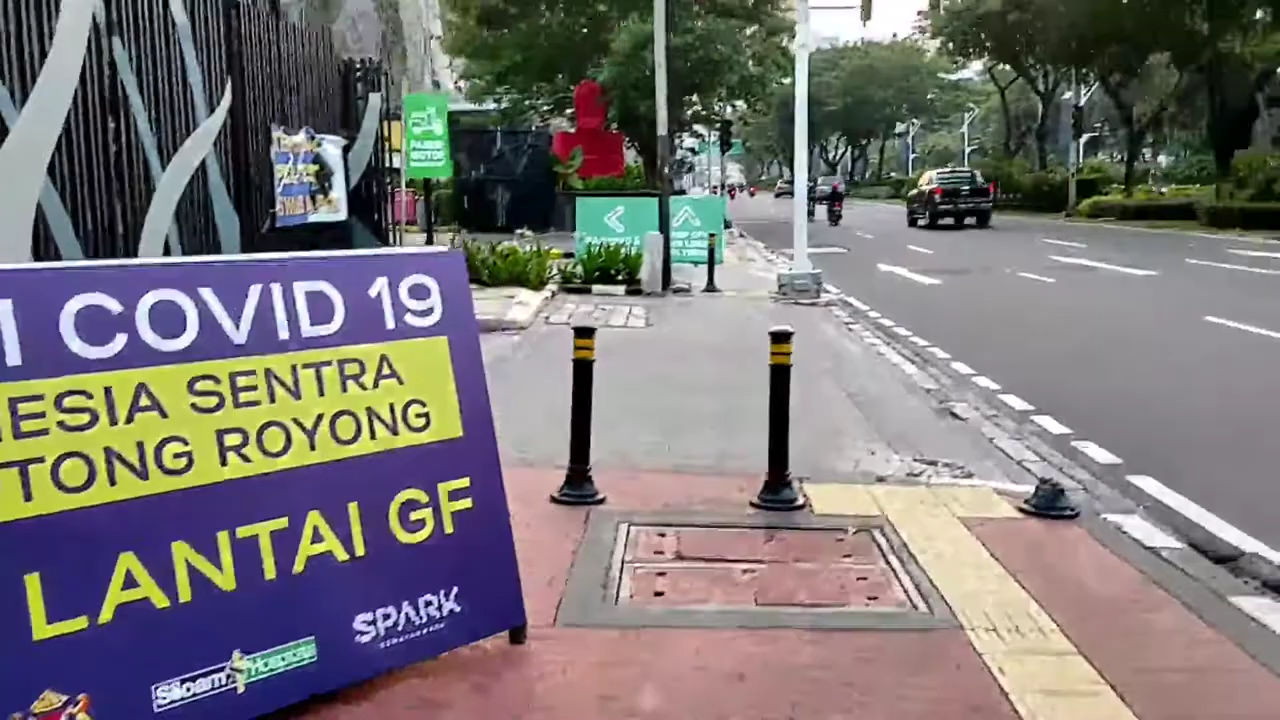 I COVID 19
ESIA SENTRA
TONG ROYONG
LANTAI GF
SPARK
Siloam Hospitals
PARKIR
MOTOR